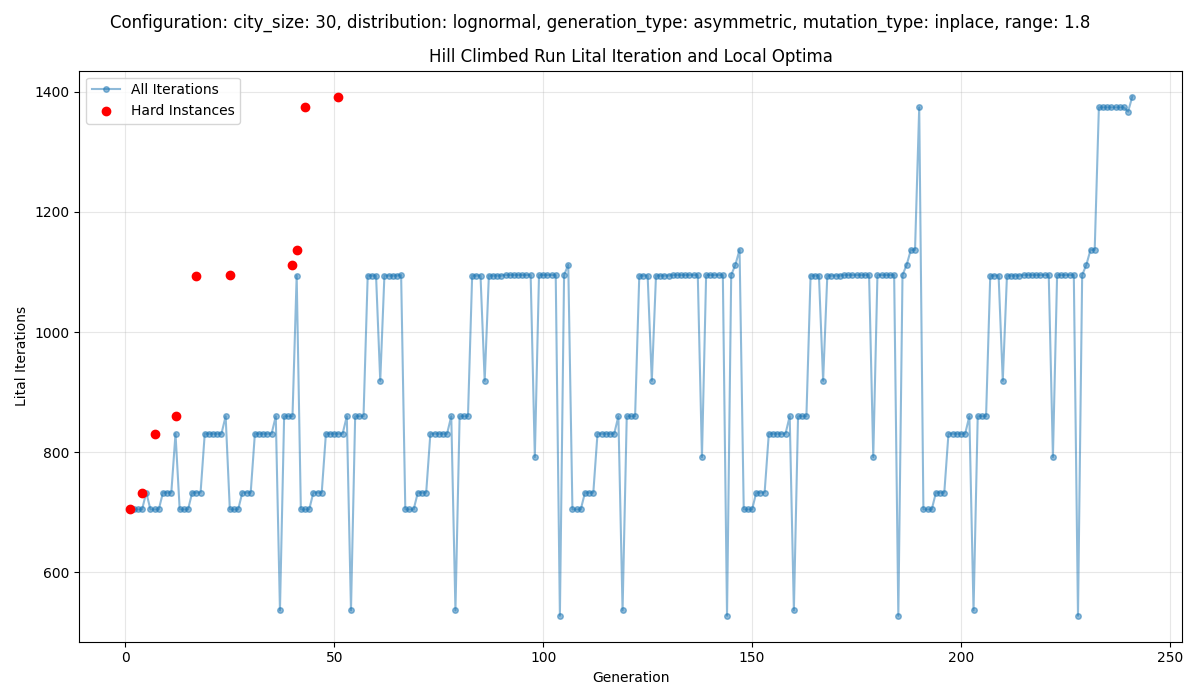 Configuration: city_size: 30, distribution: lognormal, generation_type: asymmetric, mutation_type: inplace, range: 1.8
Hill Climbed Run Lital Iteration and Local Optima
All Iterations
Hard Instances
Lital Iterations
1400
1200
1000
800
600
0
50
100
150
200
250
Generation